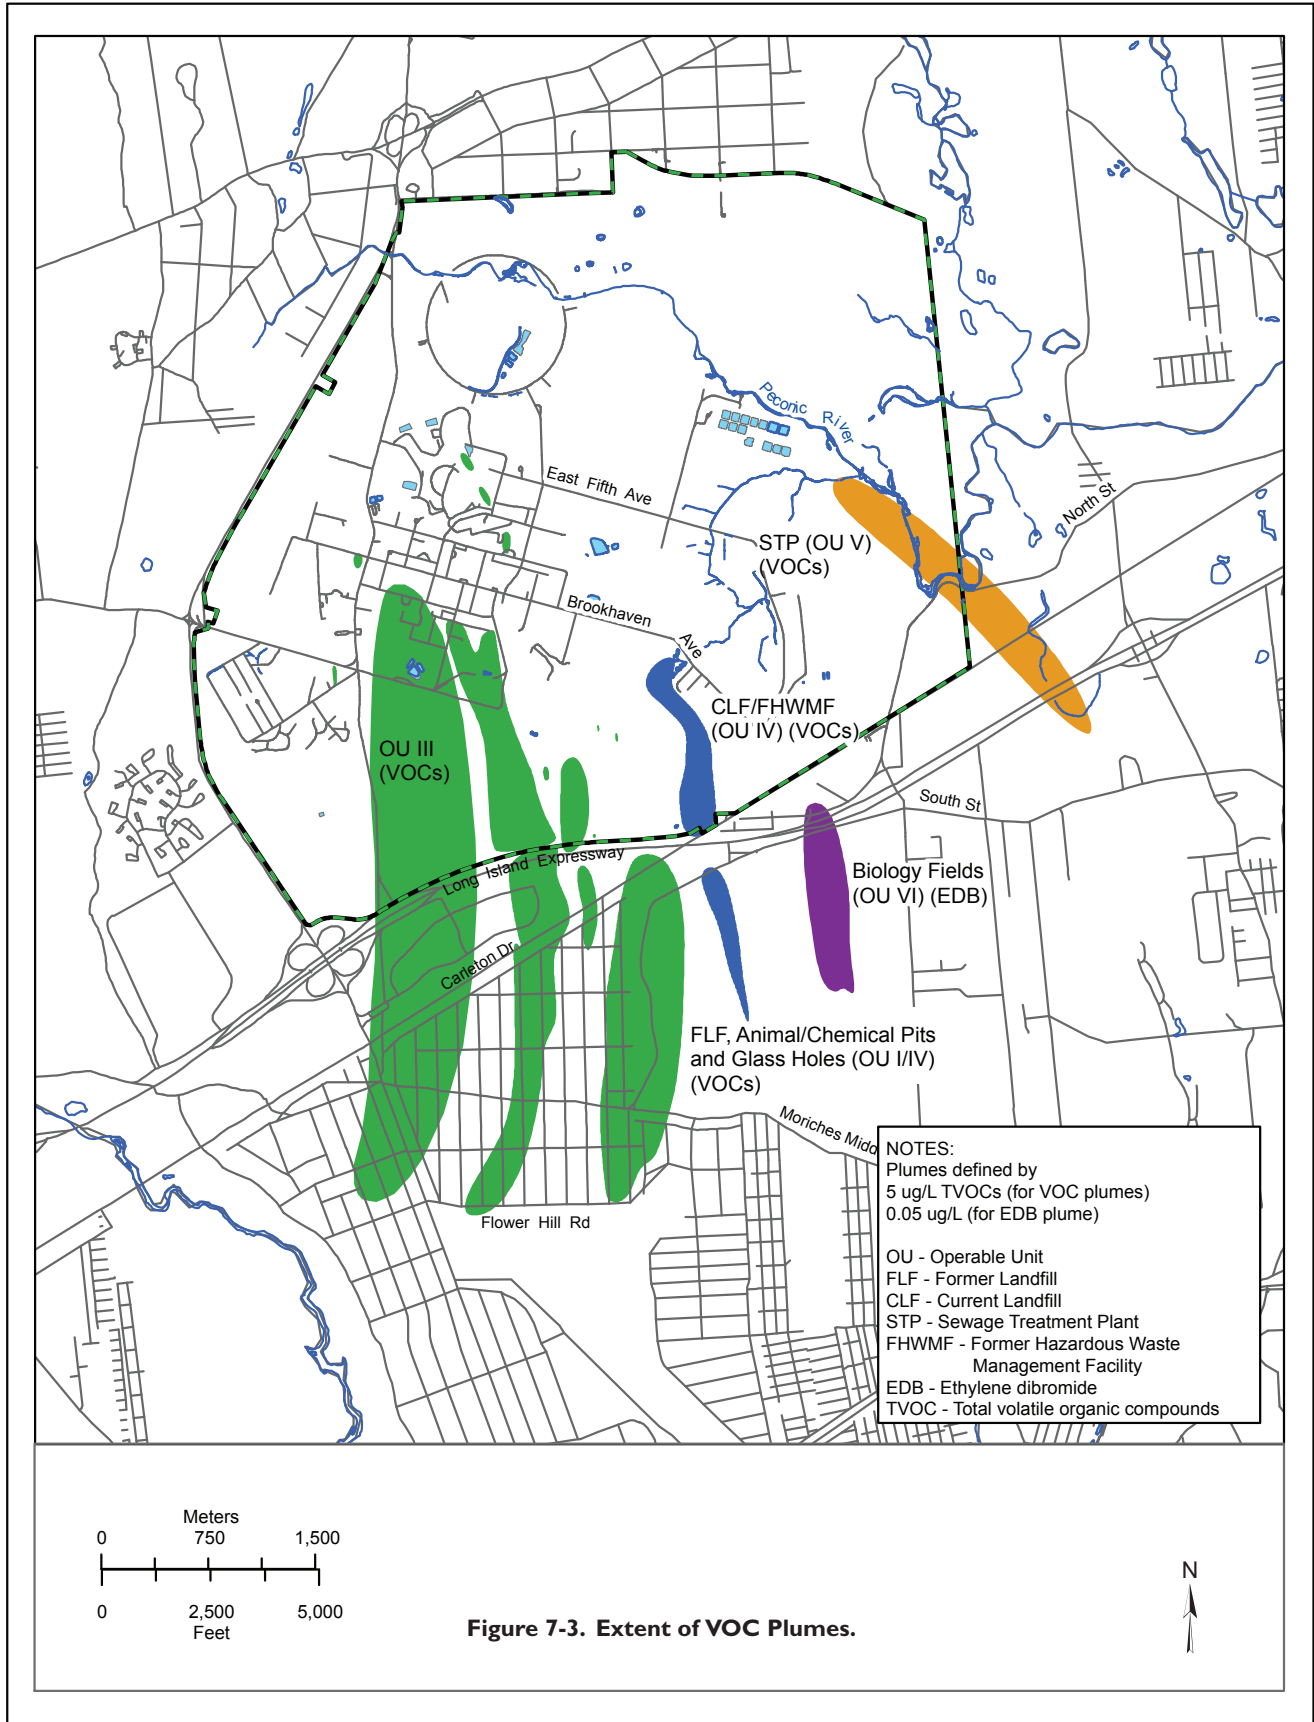 Peconic River
East Fifth Ave
North St
STP (OU V)
(VOCs)
Brookhaven
Ave
CLF/FHWMF
(OU IV) (VOCs)
OU III
(VOCs)
South St
Long Island Expressway
Biology Fields
(OU VI) (EDB)
Carleton Dr
FLF, Animal/Chemical Pits
and Glass Holes (OU I/IV)
(VOCs)
Moriches Midd
Flower Hill Rd
NOTES:
Plumes defined by
5 ug/L TVOCs (for VOC plumes)
0.05 ug/L (for EDB plume)
OU - Operable Unit
FLF - Former Landfill
CLF - Current Landfill
STP - Sewage Treatment Plant
FHWMF - Former Hazardous Waste
Management Facility
EDB - Ethylene dibromide
TVOC - Total volatile organic compounds
Meters
0 750 1,500
0 2,500 5,000
Feet
N
Figure 7-3. Extent of VOC Plumes.